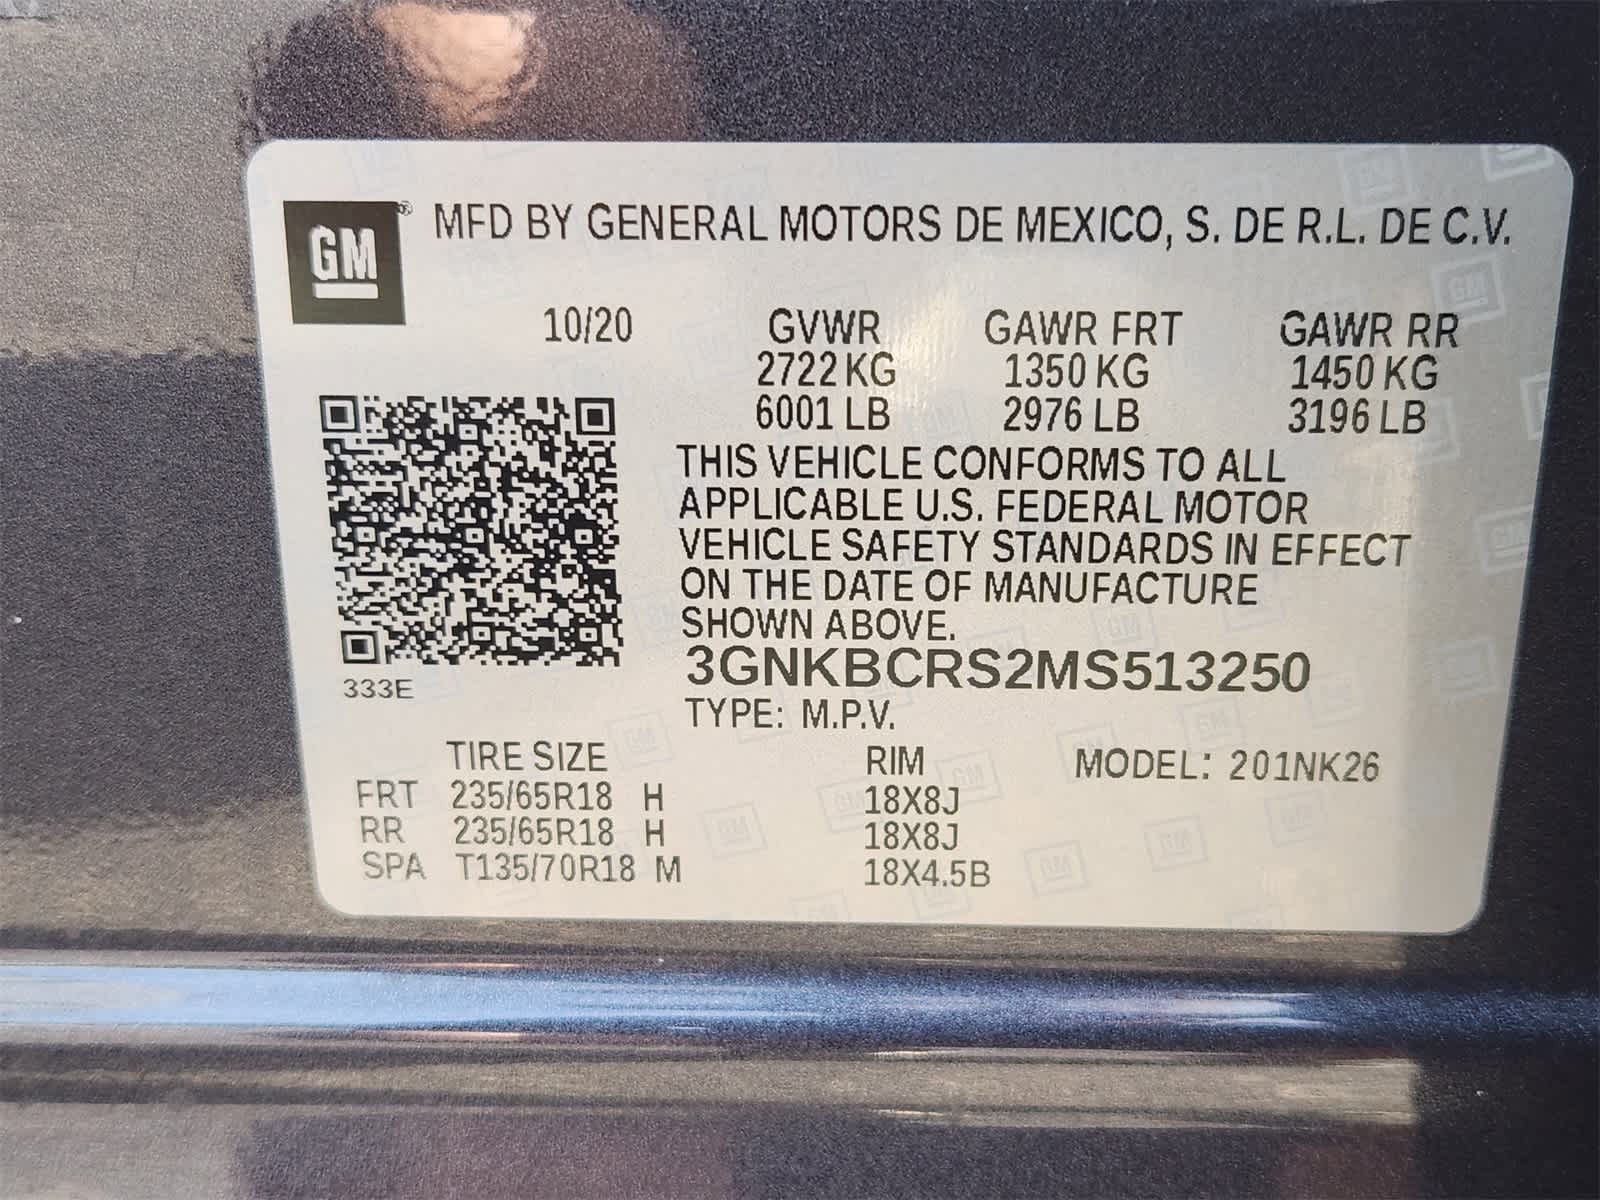 GM ® MFD BY GENERAL MOTORS DE MEXICO, S. DE R.L. DE C.V.
10/20 GVWR GAWR FRT GAWR RR
2722 KG 1350 KG 1450 KG
6001 LB 2976 LB 3196 LB
THIS VEHICLE CONFORMS TO ALL
APPLICABLE U.S. FEDERAL MOTOR
VEHICLE SAFETY STANDARDS IN EFFECT
ON THE DATE OF MANUFACTURE
SHOWN ABOVE.
3GNKBCRS2MS513250
333E
TYPE: M.P.V.
TIRE SIZE RIM MODEL: 201NK26
FRT 235/65R18 H 18X8J
RR 235/65R18 H 18X8J
SPA T135/70R18 M 18X4.5B